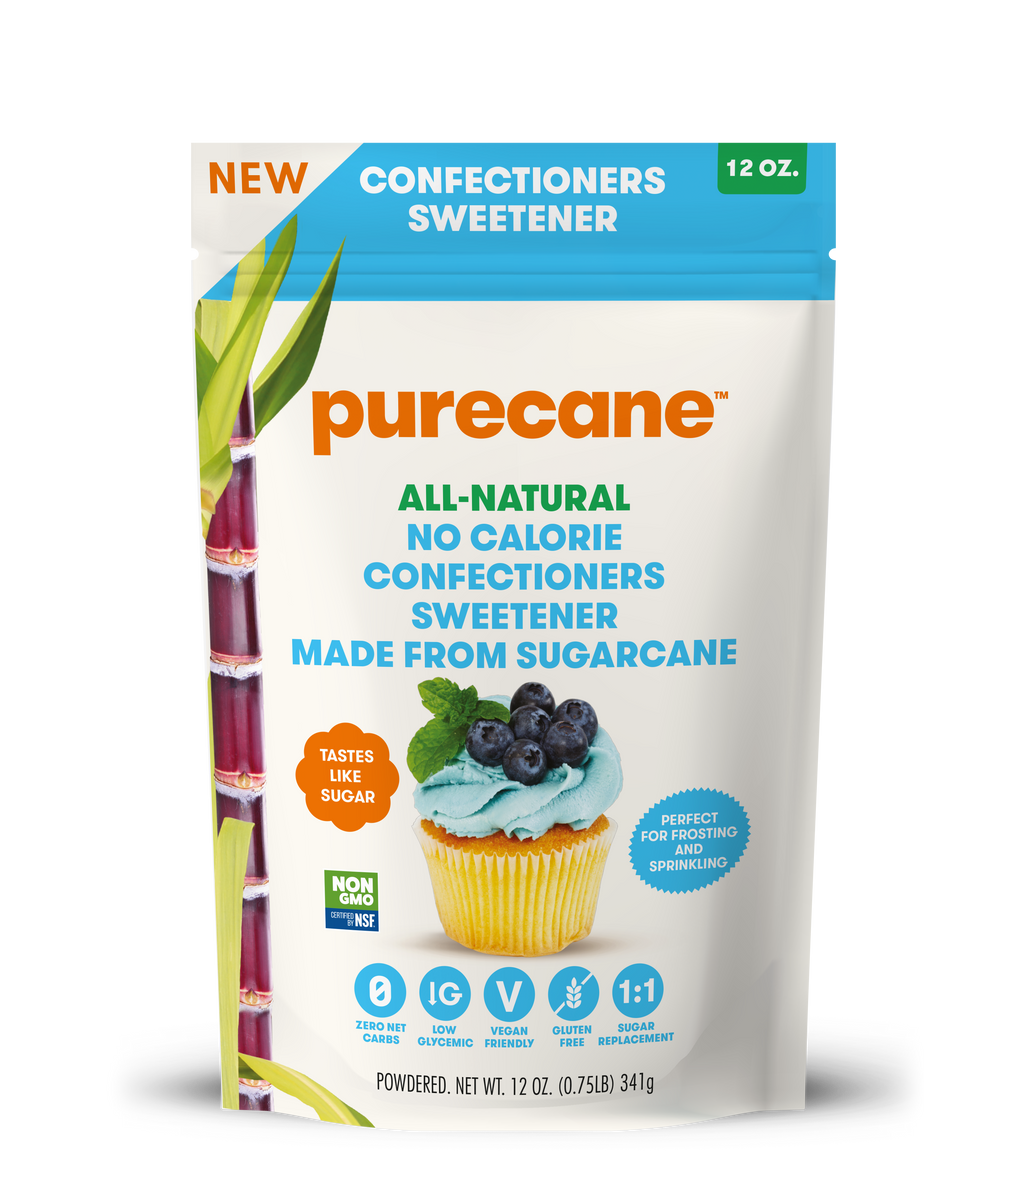 NEW
CONFECTIONERS
SWEETENER
12 OZ.
purecane™
ALL-NATURAL
NO CALORIE
CONFECTIONERS
SWEETENER
MADE FROM SUGARCANE
TASTES
LIKE
SUGAR
PERFECT
FOR FROSTING
AND
SPRINKLING
NON
GMO
CERTIFIED
BY NSF.
0
ZERO NET
CARBS
↓G
LOW
GLYCEMIC
V
VEGAN
FRIENDLY
GLUTEN
FREE
1:1
SUGAR
REPLACEMENT
POWDERED. NET WT. 12 OZ. (0.75LB) 341g